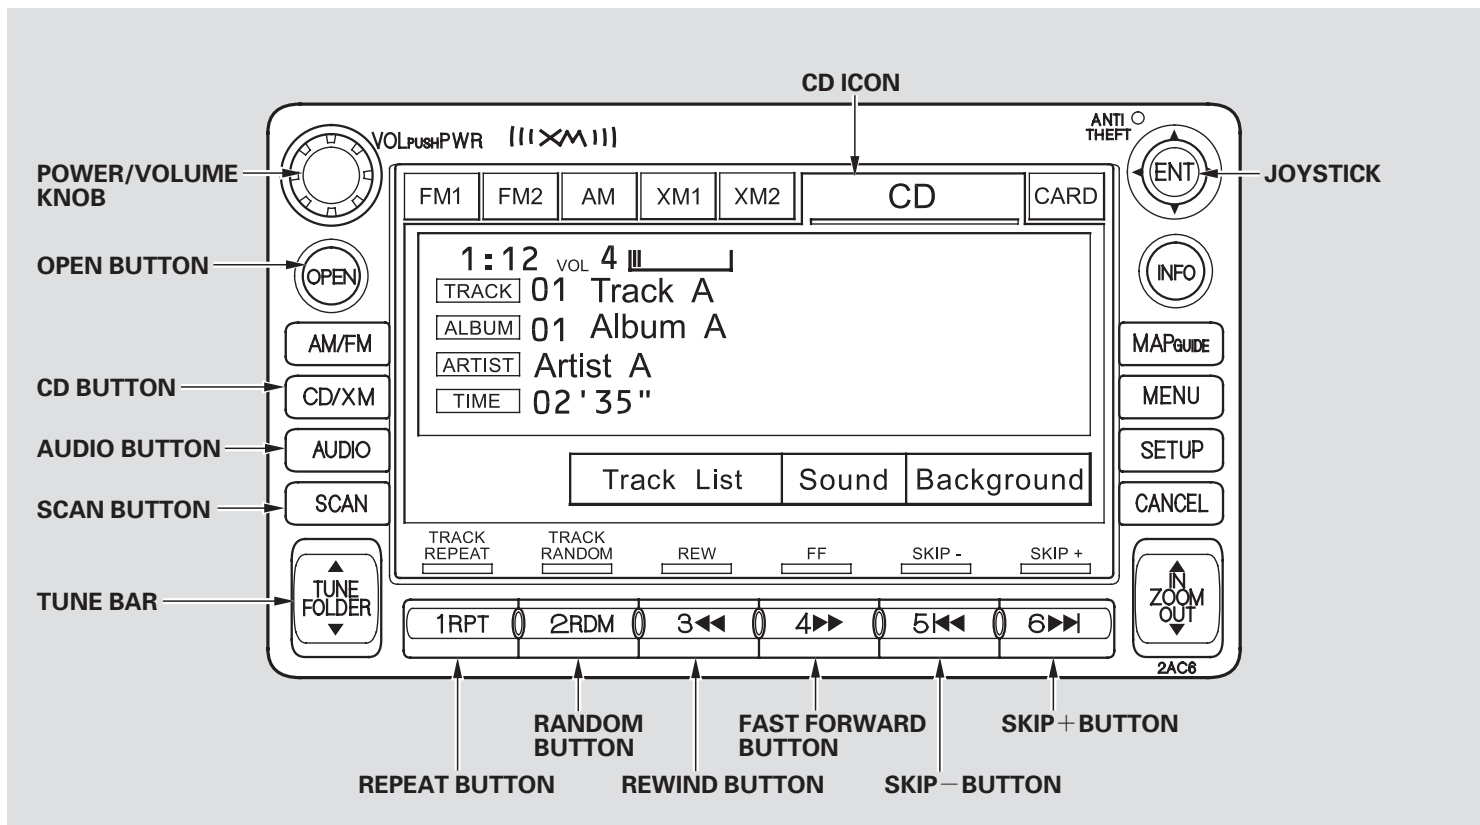 CD ICON
ANTI
THEFT
VOLPUSHPWR
XM
POWER/VOLUME
KNOB
ENT
JOYSTICK
FM1 FM2 AM XM1 XM2 CD CARD
OPEN BUTTON
OPEN
1:12 VOL 4
INFO
TRACK 01 Track A
ALBUM 01 Album A
AM/FM
MAPGUIDE
ARTIST Artist A
CD BUTTON
CD/XM
TIME 02'35"
MENU
AUDIO BUTTON
AUDIO
SETUP
Track List Sound Background
SCAN BUTTON
SCAN
CANCEL
TRACK
REPEAT
TRACK
RANDOM
REW
FF
SKIP -
SKIP +
TUNE BAR
TUNE
FOLDER
IN
ZOOM
OUT
1RPT 2RDM 3◀◀ 4▶▶ 5|◀◀ 6▶▶|
2AC6
RANDOM
BUTTON
FAST FORWARD
BUTTON
SKIP+BUTTON
REPEAT BUTTON
REWIND BUTTON
SKIP−BUTTON